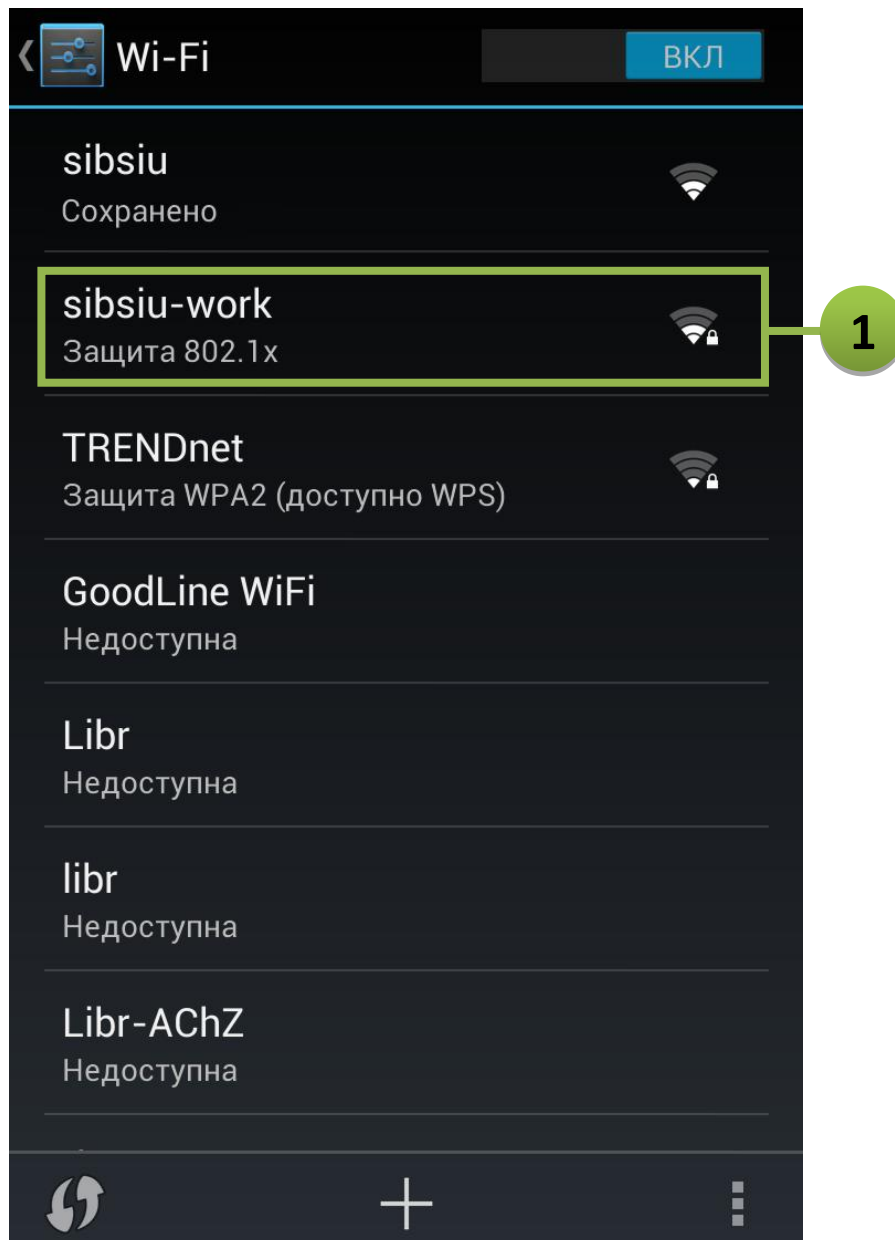 Wi-Fi
ВКЛ
sibsiu
Сохранено
sibsiu-work
Защита 802.1x
1
TRENDnet
Защита WPA2 (доступно WPS)
GoodLine WiFi
Недоступна
Libr
Недоступна
libr
Недоступна
Libr-AChZ
Недоступна